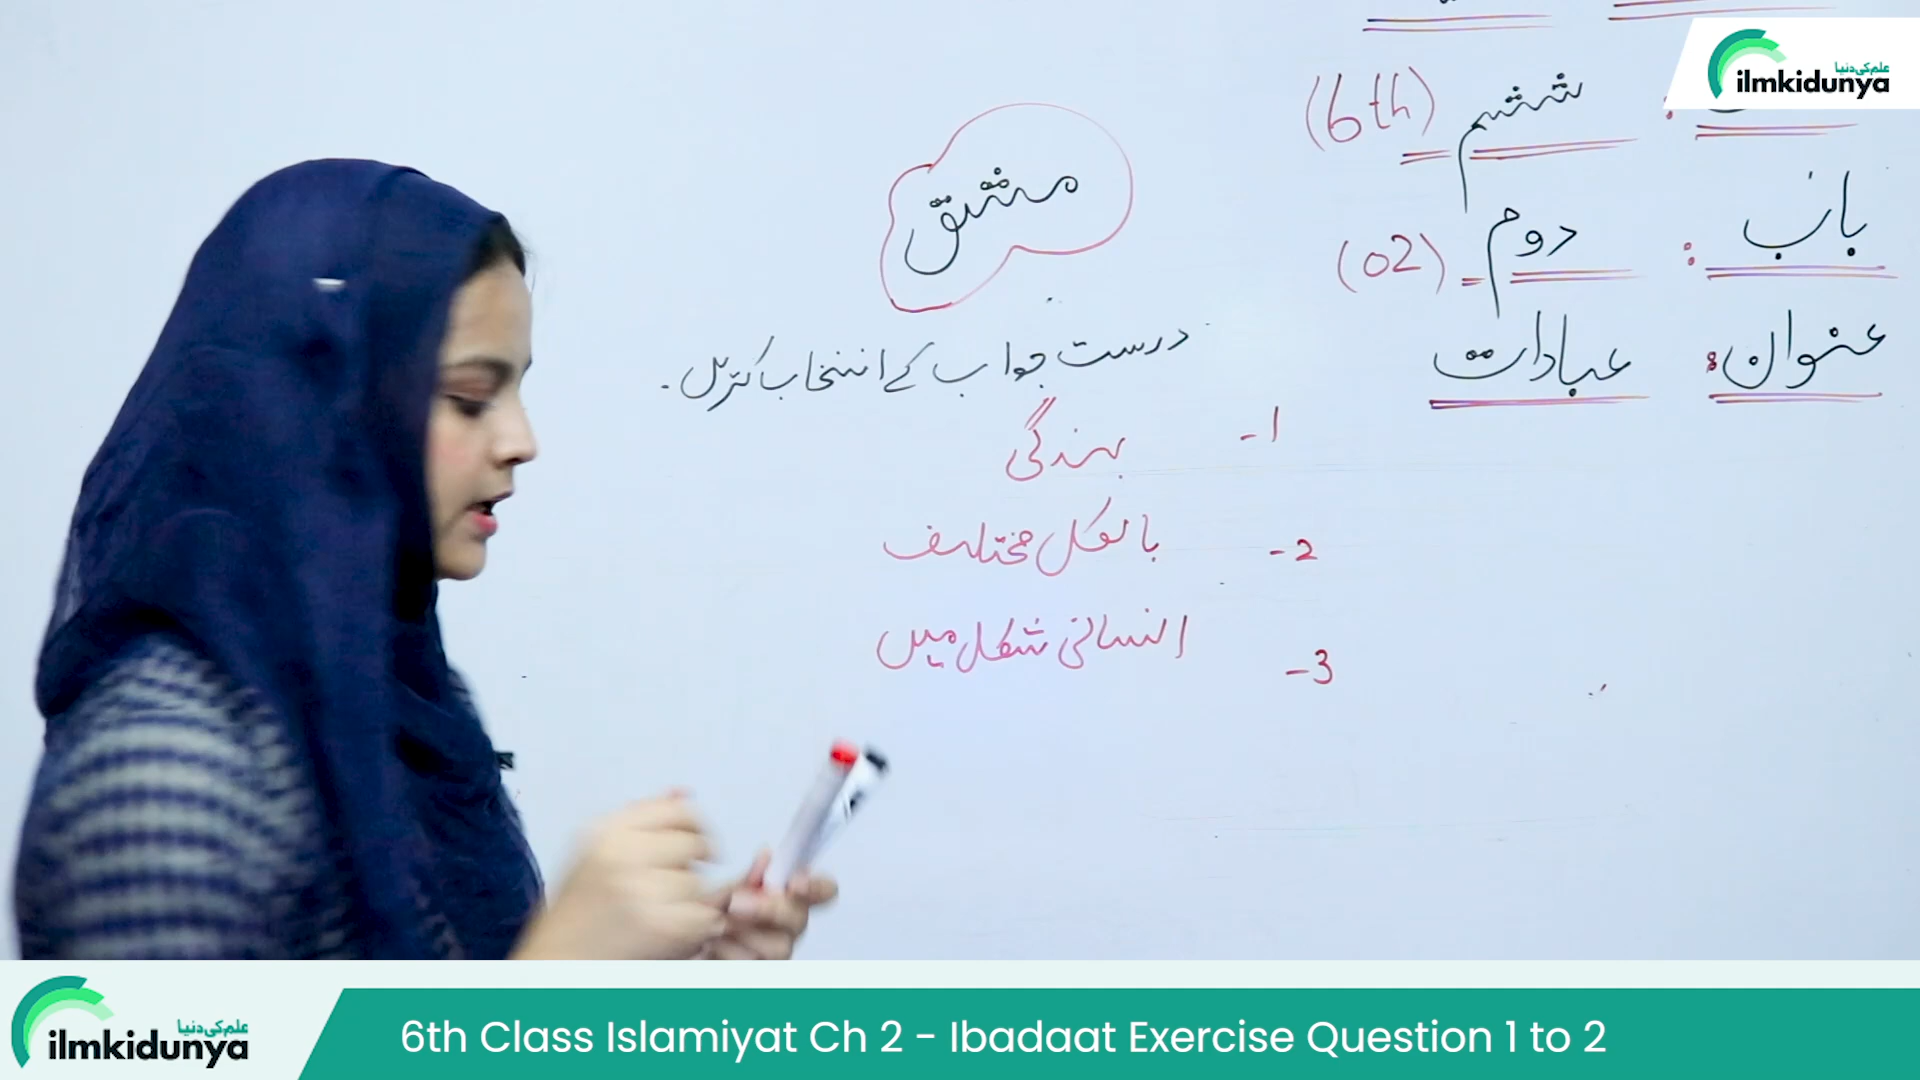 علم کی دنیا
ilmkidunya
ششم (6th)
باب : دوم (02)
عنوان: عبادات
مشق
درست جواب کے انتخاب کریں۔
1- بندگی
2- بالکل مختلف
3- انسانی شکل میں
علم کی دنیا
ilmkidunya
6th Class Islamiyat Ch 2 - Ibadaat Exercise Question 1 to 2